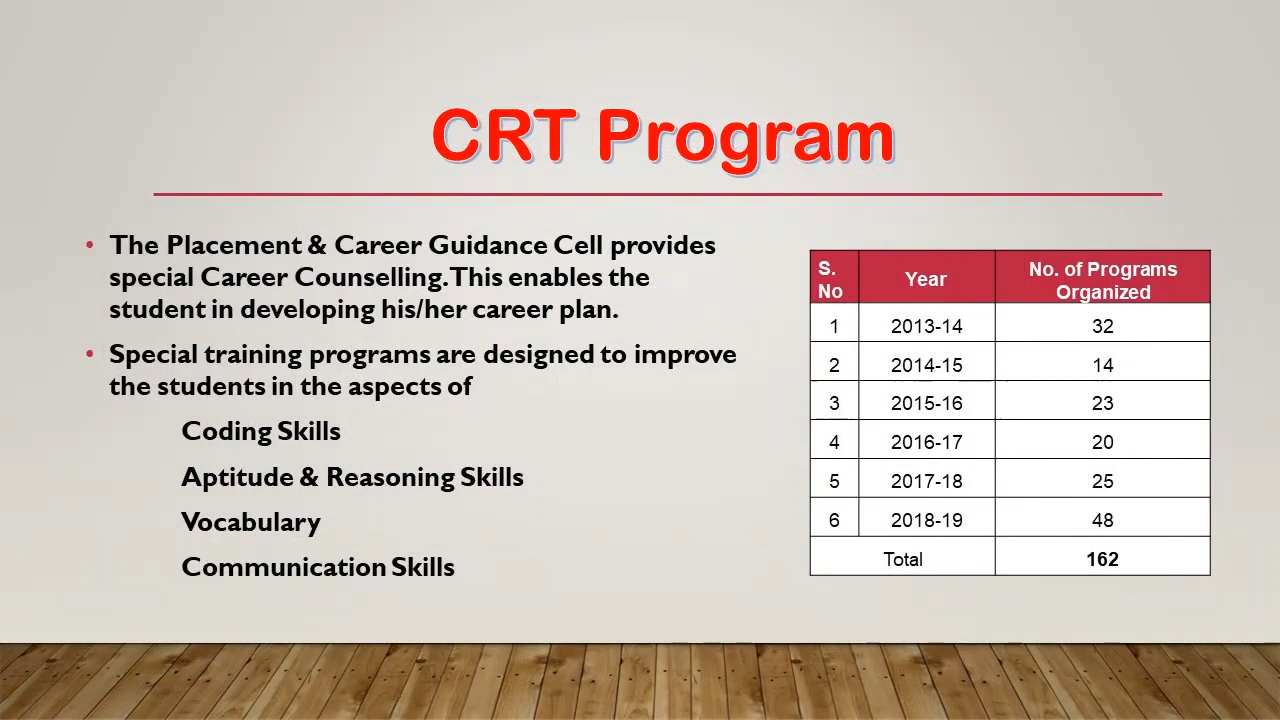 CRT Program
• The Placement & Career Guidance Cell provides
special Career Counselling. This enables the
student in developing his/her career plan.
• Special training programs are designed to improve
the students in the aspects of
Coding Skills
Aptitude & Reasoning Skills
Vocabulary
Communication Skills
S. No Year No. of Programs Organized
1 2013-14 32
2 2014-15 14
3 2015-16 23
4 2016-17 20
5 2017-18 25
6 2018-19 48
Total 162